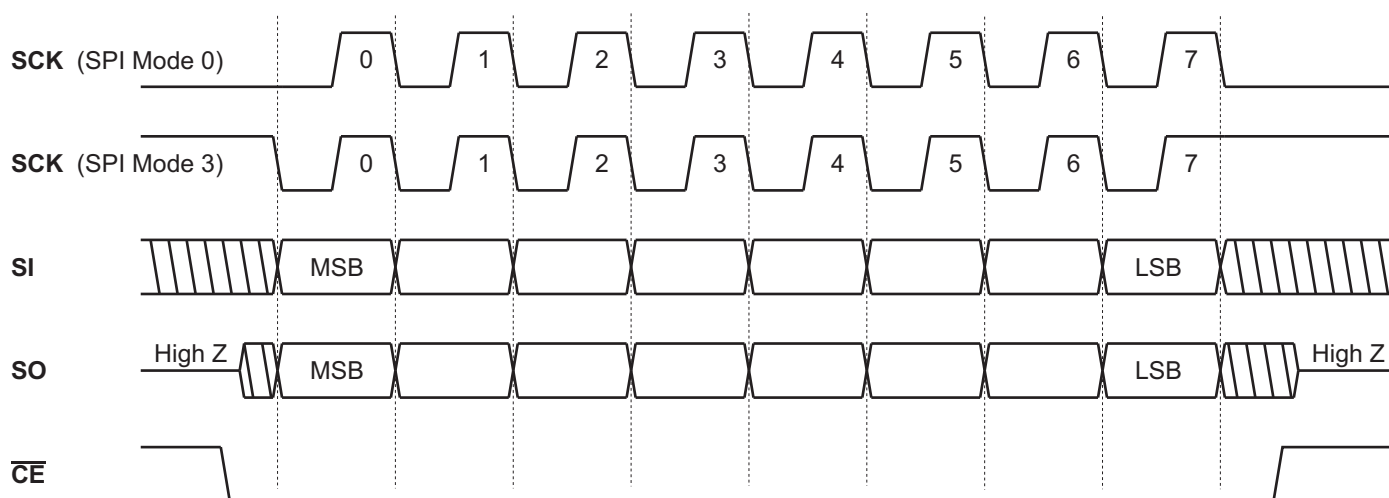 SCK (SPI Mode 0) 0 1 2 3 4 5 6 7
SCK (SPI Mode 3) 0 1 2 3 4 5 6 7
SI MSB LSB
SO High Z MSB LSB High Z
CE